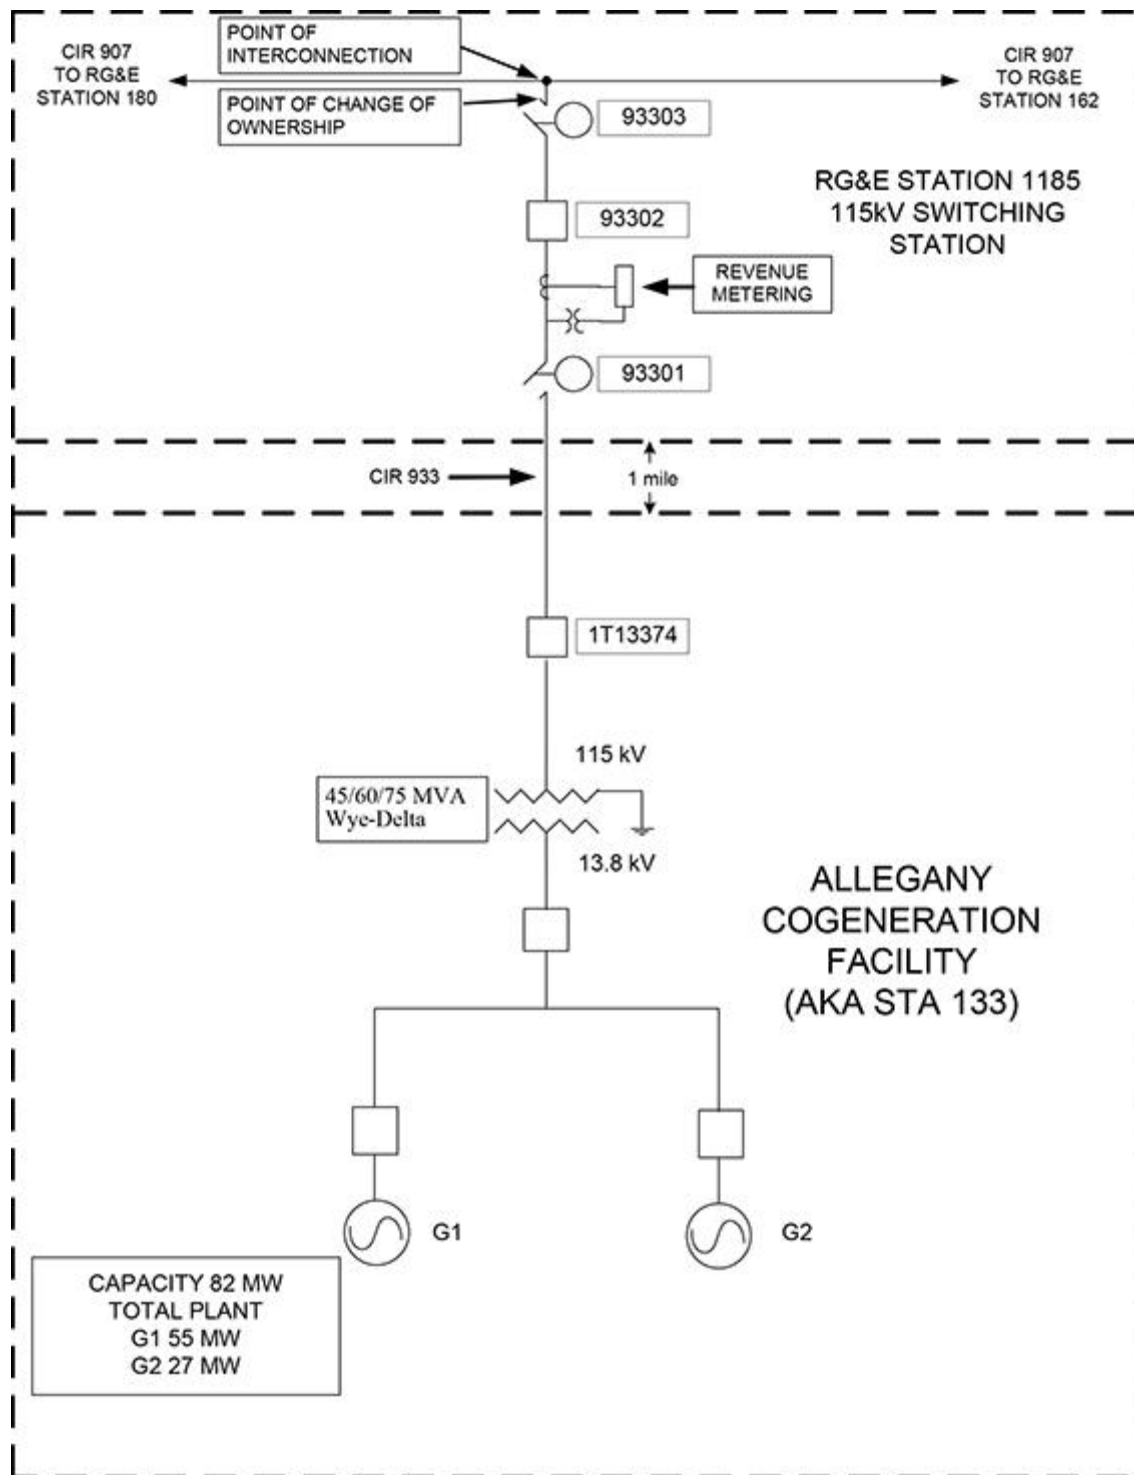 POINT OF
INTERCONNECTION
CIR 907
TO RG&E
STATION 180
CIR 907
TO RG&E
STATION 162
POINT OF CHANGE OF
OWNERSHIP
93303
RG&E STATION 1185
115kV SWITCHING
STATION
93302
REVENUE
METERING
93301
CIR 933
1 mile
1T13374
115 kV
45/60/75 MVA
Wye-Delta
13.8 kV
ALLEGANY
COGENERATION
FACILITY
(AKA STA 133)
G1
G2
CAPACITY 82 MW
TOTAL PLANT
G1 55 MW
G2 27 MW